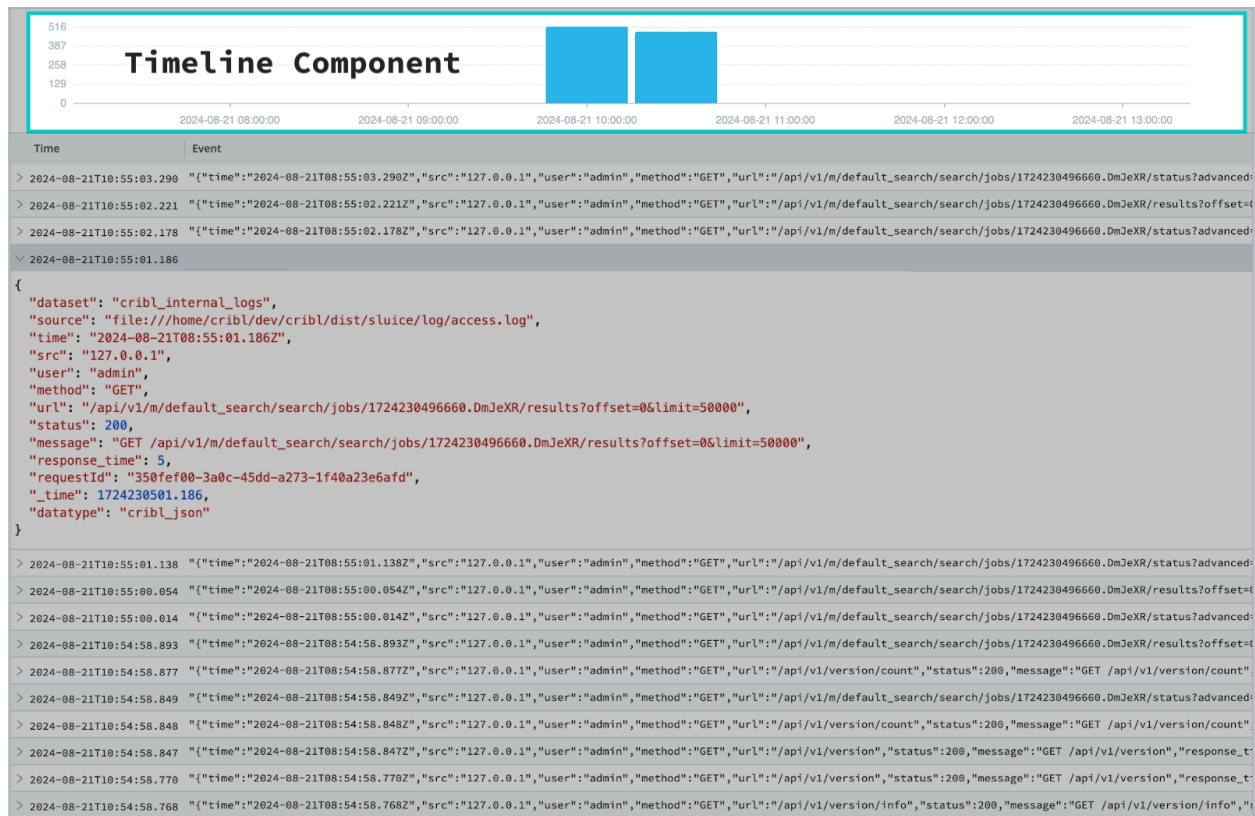 516
387
258
129
0
Timeline Component
2024-08-21 08:00:00 2024-08-21 09:00:00 2024-08-21 10:00:00 2024-08-21 11:00:00 2024-08-21 12:00:00 2024-08-21 13:00:00
Time Event
> 2024-08-21T10:55:03.290 "{"time":"2024-08-21T08:55:03.290Z","src":"127.0.0.1","user":"admin","method":"GET","url":"/api/v1/m/default_search/search/jobs/1724230496660.DmJeXR/status?advanced=
> 2024-08-21T10:55:02.221 "{"time":"2024-08-21T08:55:02.221Z","src":"127.0.0.1","user":"admin","method":"GET","url":"/api/v1/m/default_search/search/jobs/1724230496660.DmJeXR/results?offset=0
> 2024-08-21T10:55:02.178 "{"time":"2024-08-21T08:55:02.178Z","src":"127.0.0.1","user":"admin","method":"GET","url":"/api/v1/m/default_search/search/jobs/1724230496660.DmJeXR/status?advanced=
2024-08-21T10:55:01.186
{
"dataset": "cribl_internal_logs",
"source": "file:///home/cribl/dev/cribl/dist/sluice/log/access.log",
"time": "2024-08-21T08:55:01.186Z",
"src": "127.0.0.1",
"user": "admin",
"method": "GET",
"url": "/api/v1/m/default_search/search/jobs/1724230496660.DmJeXR/results?offset=0&limit=50000",
"status": 200,
"message": "GET /api/v1/m/default_search/search/jobs/1724230496660.DmJeXR/results?offset=0&limit=50000",
"response_time": 5,
"requestId": "350fef00-3a0c-45dd-a273-1f40a23e6afd",
"_time": 1724230501.186,
"datatype": "cribl_json"
}
> 2024-08-21T10:55:01.138 "{"time":"2024-08-21T08:55:01.138Z","src":"127.0.0.1","user":"admin","method":"GET","url":"/api/v1/m/default_search/search/jobs/1724230496660.DmJeXR/status?advanced=
> 2024-08-21T10:55:00.054 "{"time":"2024-08-21T08:55:00.054Z","src":"127.0.0.1","user":"admin","method":"GET","url":"/api/v1/m/default_search/search/jobs/1724230496660.DmJeXR/results?offset=0
> 2024-08-21T10:55:00.014 "{"time":"2024-08-21T08:55:00.014Z","src":"127.0.0.1","user":"admin","method":"GET","url":"/api/v1/m/default_search/search/jobs/1724230496660.DmJeXR/status?advanced=
> 2024-08-21T10:54:58.893 "{"time":"2024-08-21T08:54:58.893Z","src":"127.0.0.1","user":"admin","method":"GET","url":"/api/v1/m/default_search/search/jobs/1724230496660.DmJeXR/results?offset=0
> 2024-08-21T10:54:58.877 "{"time":"2024-08-21T08:54:58.877Z","src":"127.0.0.1","user":"admin","method":"GET","url":"/api/v1/version/count","status":200,"message":"GET /api/v1/version/count",
> 2024-08-21T10:54:58.849 "{"time":"2024-08-21T08:54:58.849Z","src":"127.0.0.1","user":"admin","method":"GET","url":"/api/v1/m/default_search/search/jobs/1724230496660.DmJeXR/status?advanced=
> 2024-08-21T10:54:58.848 "{"time":"2024-08-21T08:54:58.848Z","src":"127.0.0.1","user":"admin","method":"GET","url":"/api/v1/version/count","status":200,"message":"GET /api/v1/version/count",
> 2024-08-21T10:54:58.847 "{"time":"2024-08-21T08:54:58.847Z","src":"127.0.0.1","user":"admin","method":"GET","url":"/api/v1/version","status":200,"message":"GET /api/v1/version","response_t
> 2024-08-21T10:54:58.770 "{"time":"2024-08-21T08:54:58.770Z","src":"127.0.0.1","user":"admin","method":"GET","url":"/api/v1/version","status":200,"message":"GET /api/v1/version","response_t
> 2024-08-21T10:54:58.768 "{"time":"2024-08-21T08:54:58.768Z","src":"127.0.0.1","user":"admin","method":"GET","url":"/api/v1/version/info","status":200,"message":"GET /api/v1/version/info","